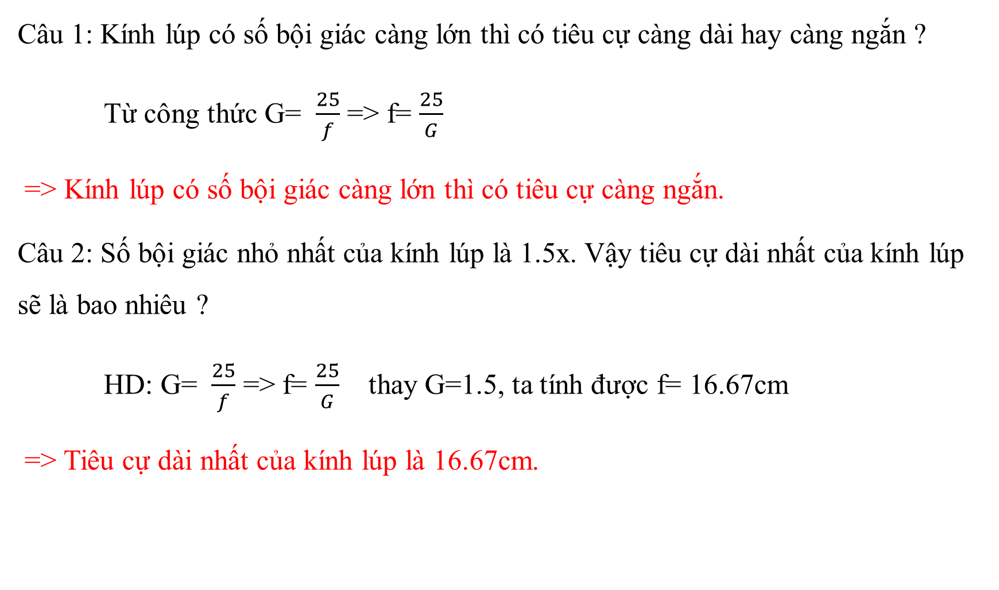 Câu 1: Kính lúp có số bội giác càng lớn thì có tiêu cự càng dài hay càng ngắn ?
Từ công thức G= 25/f => f= 25/G
=> Kính lúp có số bội giác càng lớn thì có tiêu cự càng ngắn.
Câu 2: Số bội giác nhỏ nhất của kính lúp là 1.5x. Vậy tiêu cự dài nhất của kính lúp
sẽ là bao nhiêu ?
HD: G= 25/f => f= 25/G thay G=1.5, ta tính được f= 16.67cm
=> Tiêu cự dài nhất của kính lúp là 16.67cm.